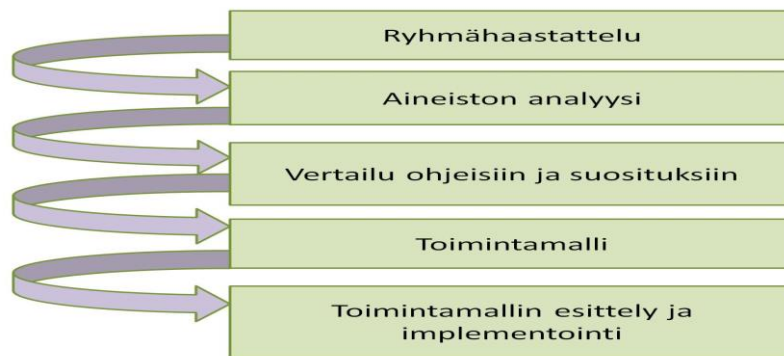 Ryhmähaastattelu
Aineiston analyysi
Vertailu ohjeisiin ja suosituksiin
Toimintamalli
Toimintamallin esittely ja
implementointi